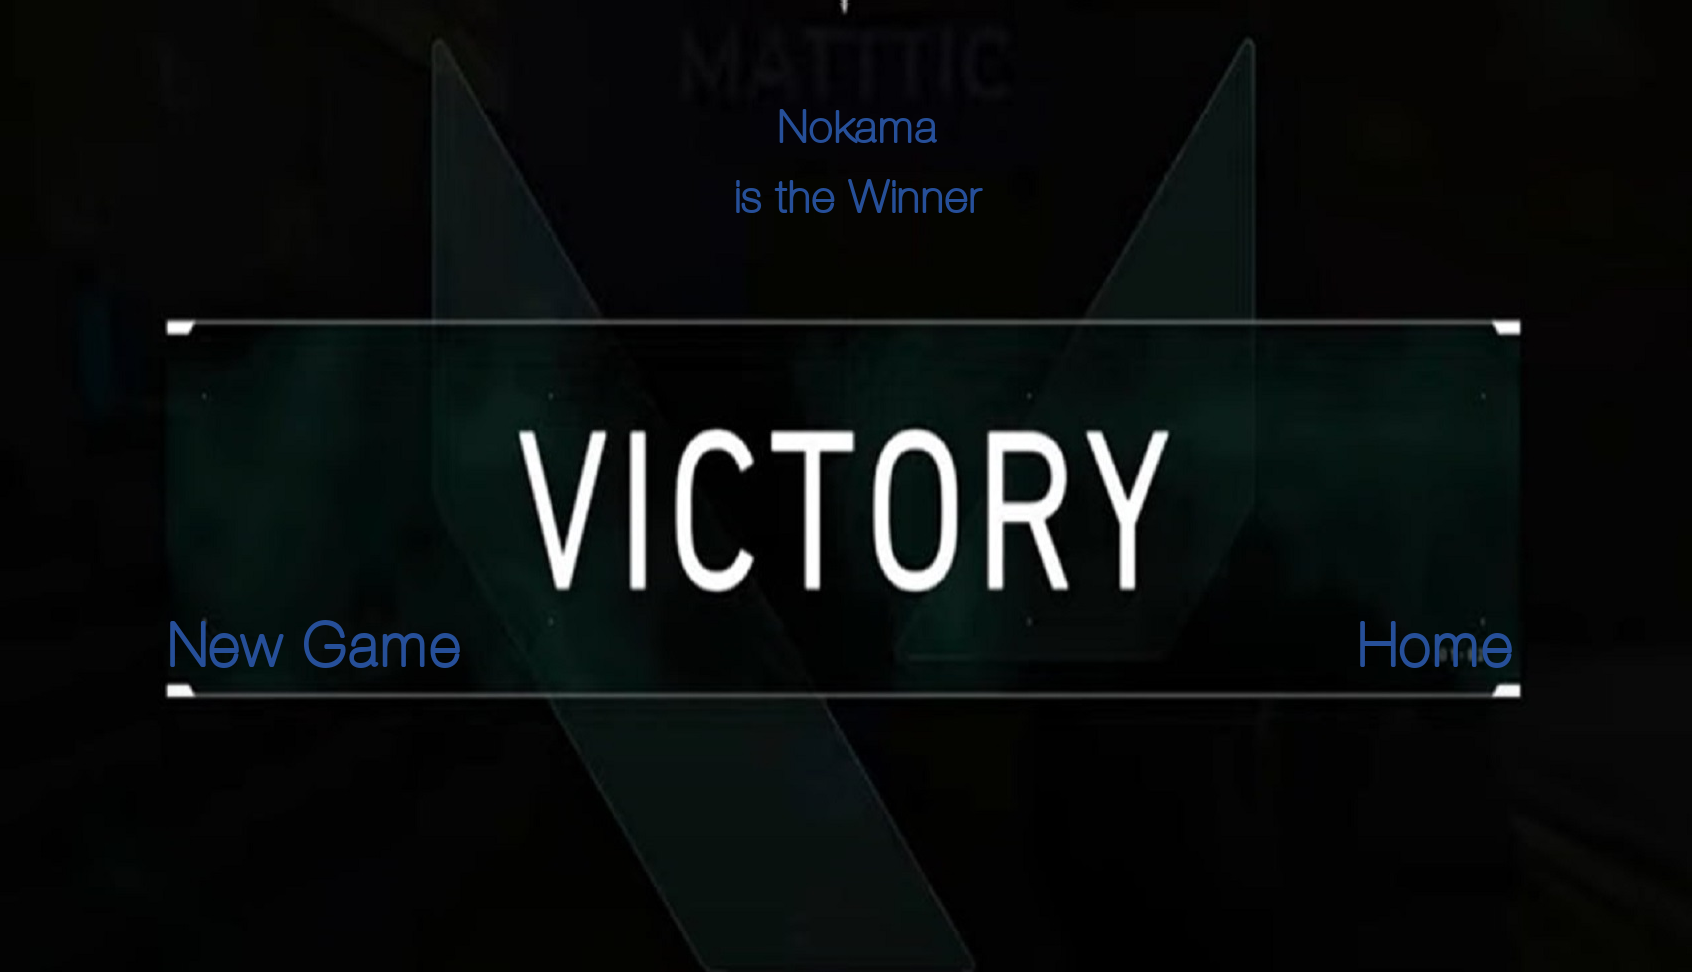 Nokama
is the Winner
VICTORY
New Game
Home